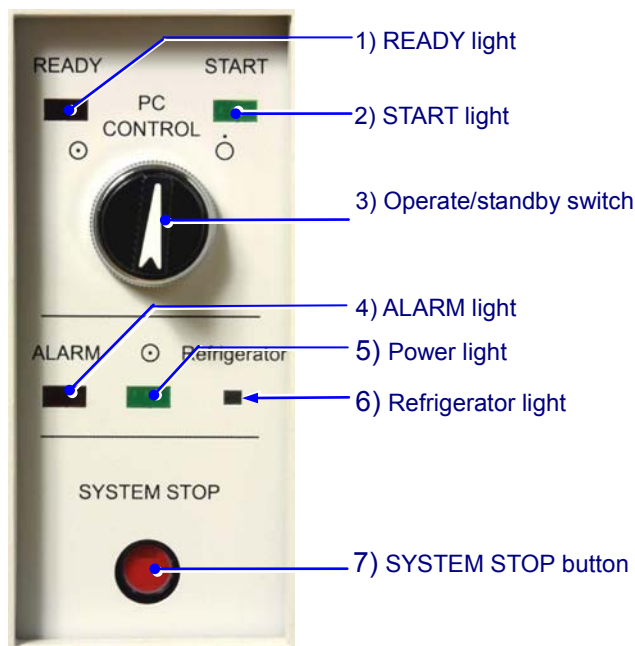 1) READY light
READY START
PC
CONTROL
2) START light
3) Operate/standby switch
4) ALARM light
ALARM Refrigerator
5) Power light
6) Refrigerator light
SYSTEM STOP
7) SYSTEM STOP button